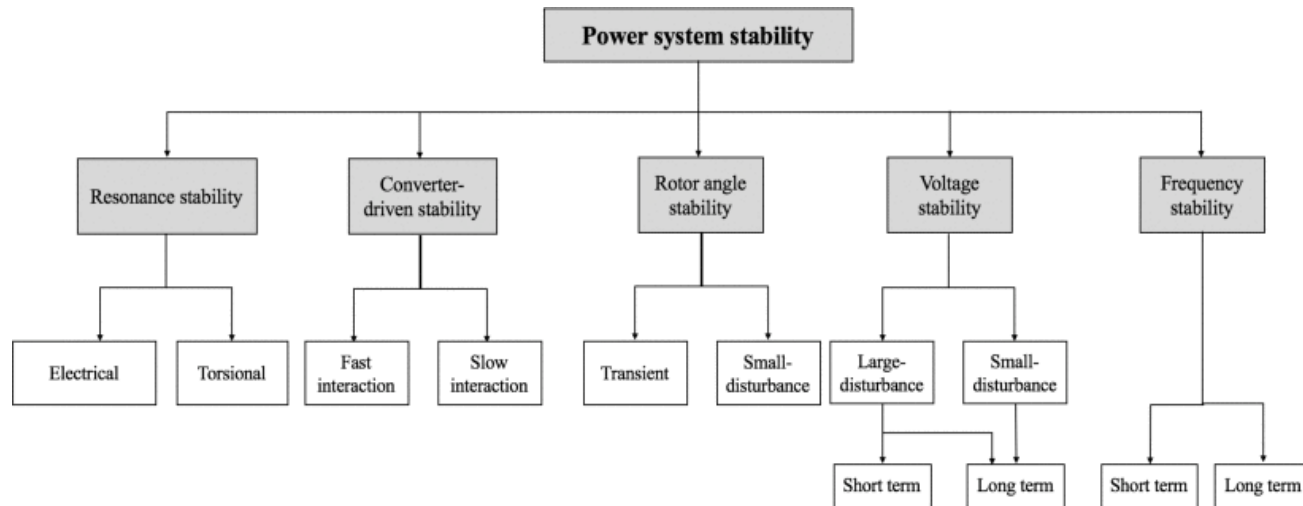 Power system stability
Resonance stability
Converter-
driven stability
Rotor angle
stability
Voltage
stability
Frequency
stability
Electrical
Torsional
Fast
interaction
Slow
interaction
Transient
Small-
disturbance
Large-
disturbance
Small-
disturbance
Short term
Long term
Short term
Long term